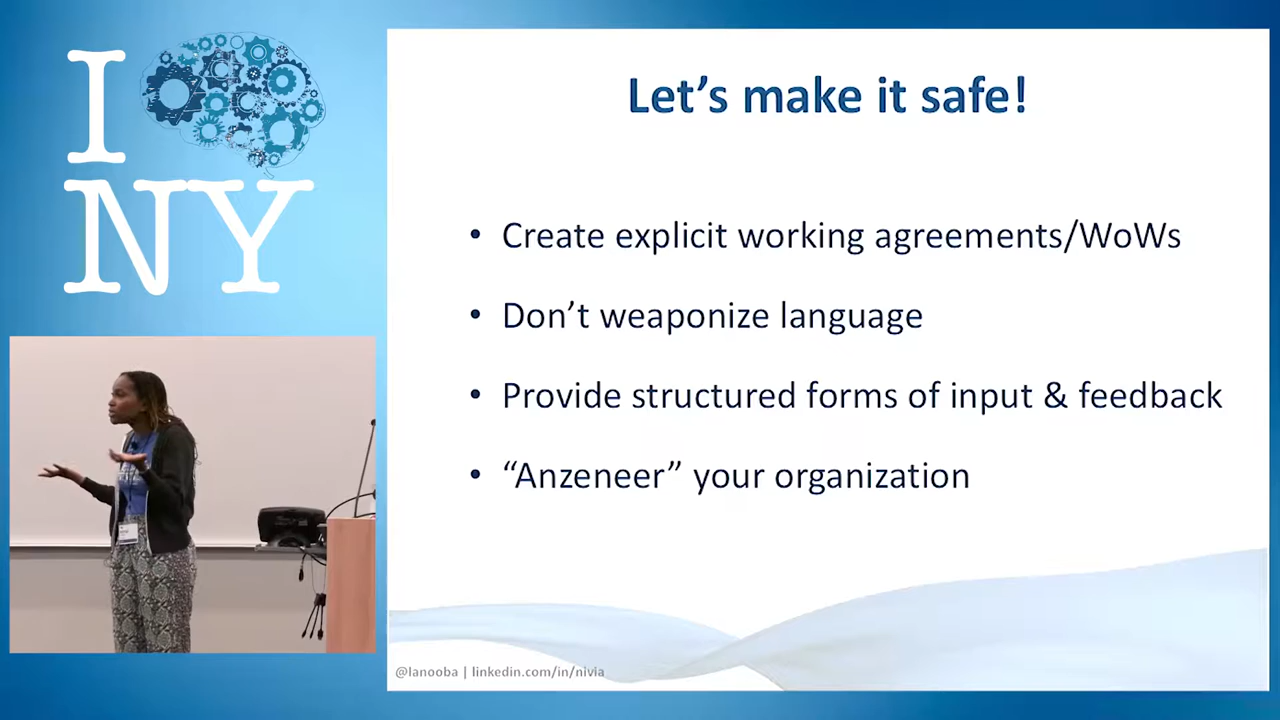 I
NY
Let's make it safe!
• Create explicit working agreements/WoWs
• Don't weaponize language
• Provide structured forms of input & feedback
• “Anzeneer” your organization
@lanooba | linkedin.com/in/nivia